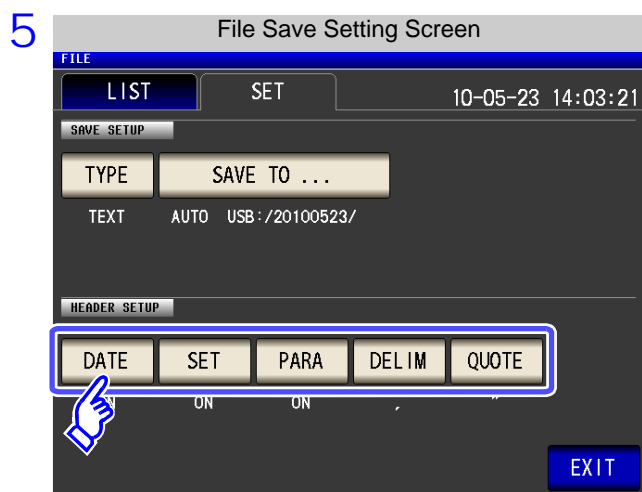 5
File Save Setting Screen
FILE
LIST SET 10-05-23 14:03:21
SAVE SETUP
TYPE SAVE TO ...
TEXT AUTO USB:/20100523/
HEADER SETUP
DATE SET PARA DELIM QUOTE
ON ON , "
EXIT